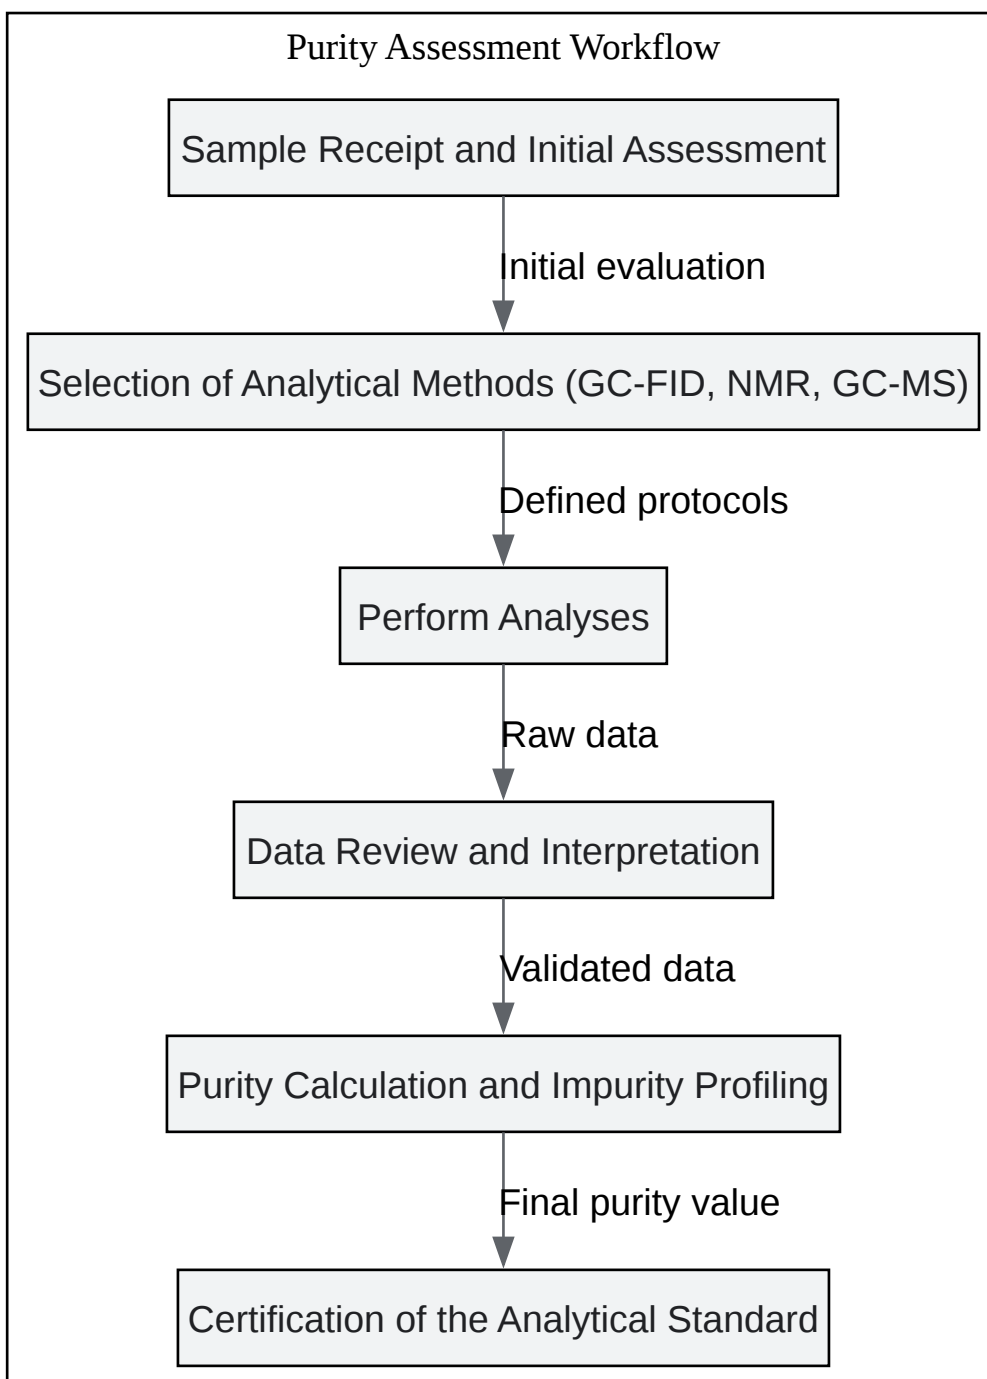 Purity Assessment Workflow
Sample Receipt and Initial Assessment
Initial evaluation
Selection of Analytical Methods (GC-FID, NMR, GC-MS)
Defined protocols
Perform Analyses
Raw data
Data Review and Interpretation
Validated data
Purity Calculation and Impurity Profiling
Final purity value
Certification of the Analytical Standard